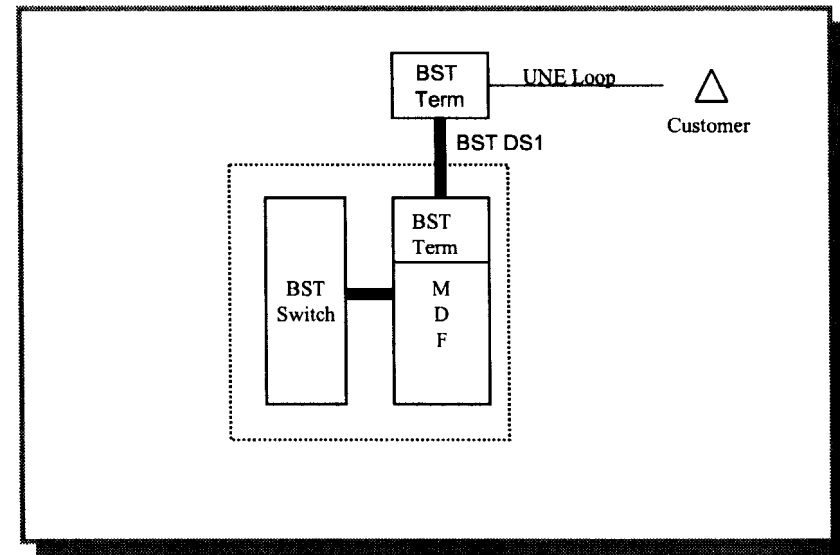 BST
Term
UNE Loop
Customer
BST DS1
BST
Term
BST
Switch
M
D
F